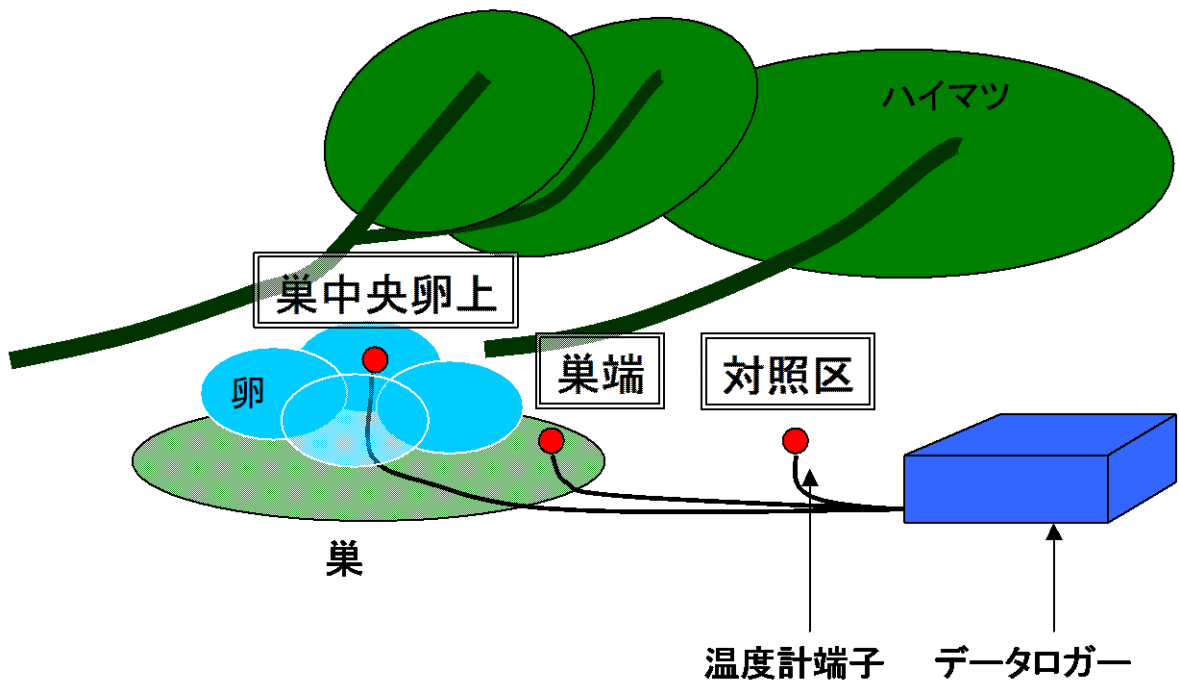 ハイマツ
巣中央卵上
巣端
対照区
卵
巣
温度計端子
データロガー